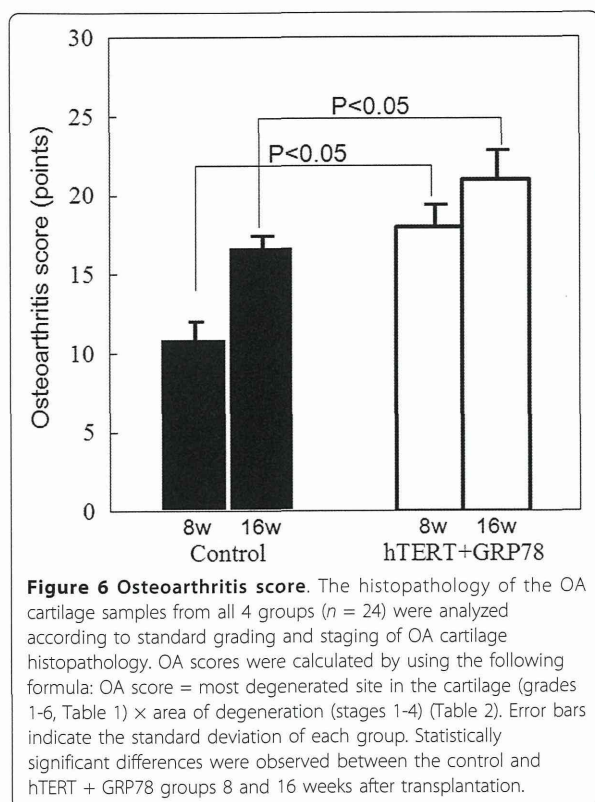 30
25
20
15
10
5
0
Osteoarthritis score (points)
P<0.05
P<0.05
8w 16w 8w 16w
Control hTERT+GRP78
Figure 6 Osteoarthritis score. The histopathology of the OA
cartilage samples from all 4 groups (n = 24) were analyzed
according to standard grading and staging of OA cartilage
histopathology. OA scores were calculated by using the following
formula: OA score = most degenerated site in the cartilage (grades
1-6, Table 1) × area of degeneration (stages 1-4) (Table 2). Error bars
indicate the standard deviation of each group. Statistically
significant differences were observed between the control and
hTERT + GRP78 groups 8 and 16 weeks after transplantation.